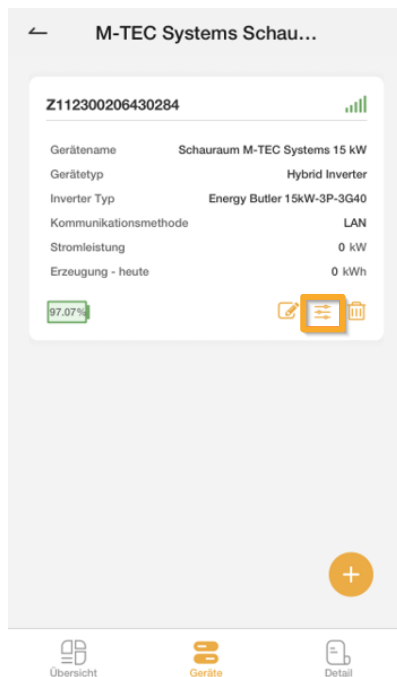 M-TEC Systems Schau...
Z112300206430284
Gerätename Schauraum M-TEC Systems 15 kW
Gerätetyp Hybrid Inverter
Inverter Typ Energy Butler 15kW-3P-3G40
Kommunikationsmethode LAN
Stromleistung 0 kW
Erzeugung - heute 0 kWh
97.07%
Übersicht Geräte Detail